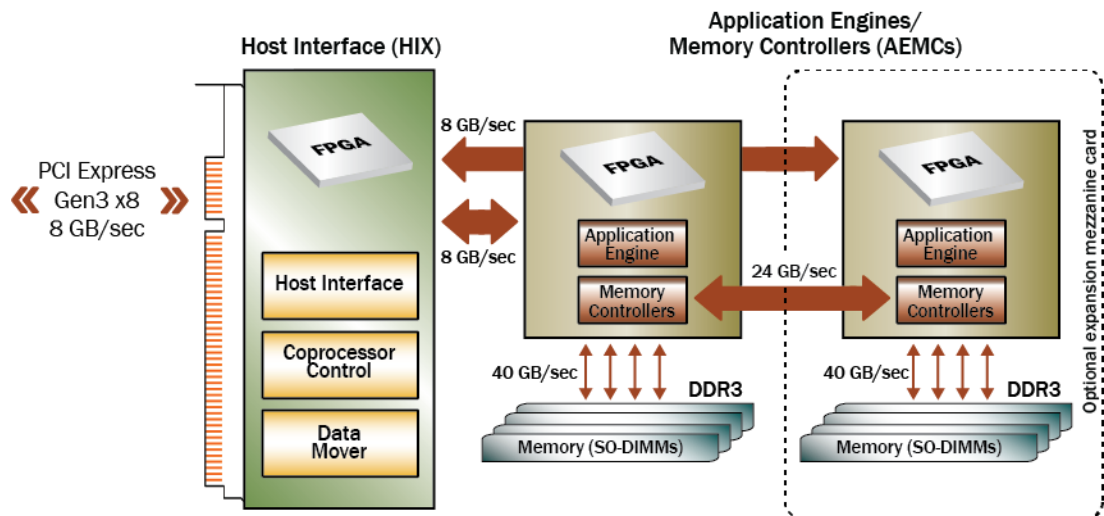 Host Interface (HIX)
Application Engines/
Memory Controllers (AEMCs)
PCI Express
Gen3 x8
8 GB/sec
FPGA
Host Interface
Coprocessor
Control
Data
Mover
8 GB/sec
8 GB/sec
FPGA
Application
Engine
Memory
Controllers
24 GB/sec
FPGA
Application
Engine
Memory
Controllers
40 GB/sec
DDR3
Memory (SO-DIMMs)
40 GB/sec
DDR3
Memory (SO-DIMMs)
Optional expansion mezzanine card